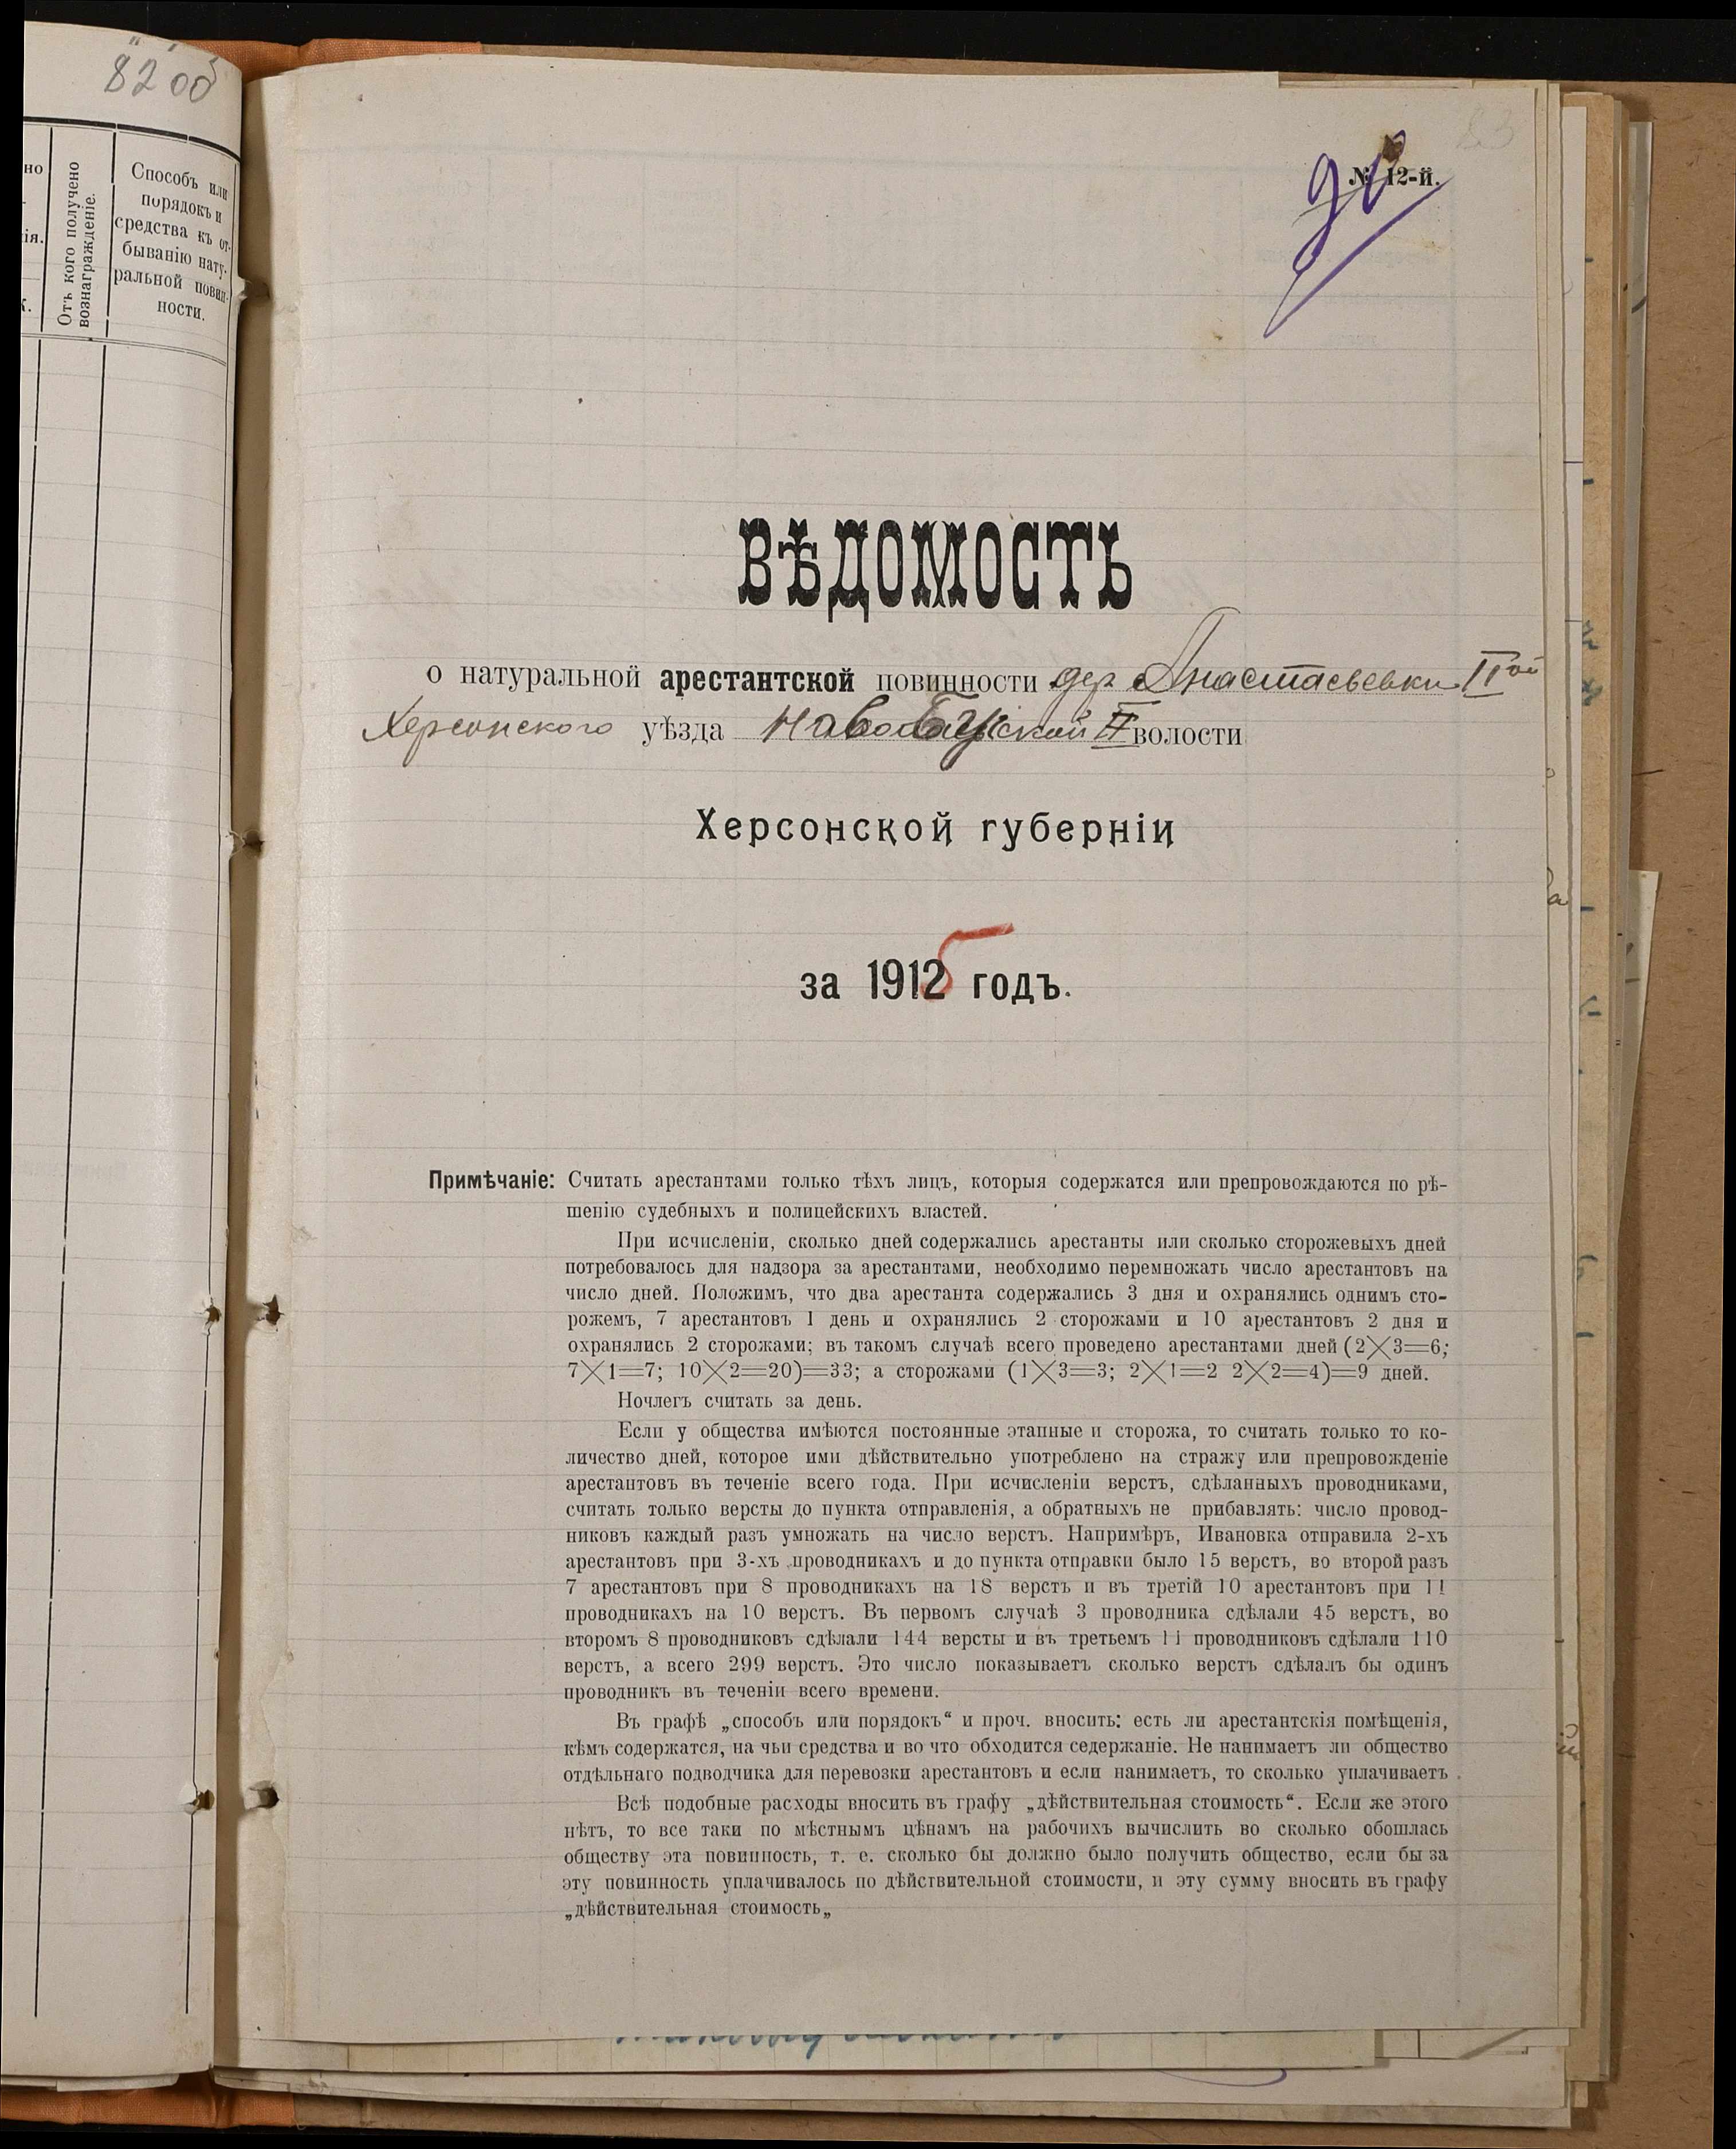 82 об
но
ія.
к.
Отъ кого получено
вознагражденіе.
Способъ или
порядокъ и
средства къ от-
быванію нату-
ральной повин-
ности.
83
№ 12-й.
ВѢДОМОСТЬ
о натуральной арестантской повинности дер Анастасьевки II ой
Херсонского уѣзда Новобугской II волости
Херсонской губерніи
за 1912 годъ.
5
Примѣчаніе: Считать арестантами только тѣхъ лицъ, которыя содержатся или препровождаются по рѣ-
шенію судебныхъ и полицейскихъ властей.
При исчисленіи, сколько дней содержались арестанты или сколько сторожевыхъ дней
потребовалось для надзора за арестантами, необходимо перемножать число арестантовъ на
число дней. Положимъ, что два арестанта содержались 3 дня и охранялись однимъ сто-
рожемъ, 7 арестантовъ 1 день и охранялись 2 сторожами и 10 арестантовъ 2 дня и
охранялись 2 сторожами; въ такомъ случаѣ всего проведено арестантами дней (2╳3=6;
7╳1=7; 10╳2=20)=33; а сторожами (1╳3=3; 2╳1=2 2╳2=4)=9 дней.
Ночлегъ считать за день.
Если у общества имѣются постоянные этапные и сторожа, то считать только то ко-
личество дней, которое ими дѣйствительно употреблено на стражу или препровожденіе
арестантовъ въ теченіе всего года. При исчисленіи верстъ, сдѣланныхъ проводниками,
считать только версты до пункта отправленія, а обратныхъ не прибавлять: число провод-
никовъ каждый разъ умножать на число верстъ. Напримѣръ, Ивановка отправила 2-хъ
арестантовъ при 3-хъ проводникахъ и до пункта отправки было 15 верстъ, во второй разъ
7 арестантовъ при 8 проводникахъ на 18 верстъ и въ третій 10 арестантовъ при 11
проводникахъ на 10 верстъ. Въ первомъ случаѣ 3 проводника сдѣлали 45 верстъ, во
второмъ 8 проводниковъ сдѣлали 144 версты и въ третьемъ 11 проводниковъ сдѣлали 110
верстъ, а всего 299 верстъ. Это число показываетъ сколько верстъ сдѣлалъ бы одинъ
проводникъ въ теченіи всего времени.
Въ графѣ „способъ или порядокъ“ и проч. вносить: есть ли арестантскія помѣщенія,
кѣмъ содержатся, на чьи средства и во что обходится седержаніе. Не нанимаетъ ли общество
отдѣльнаго подводчика для перевозки арестантовъ и если нанимаетъ, то сколько уплачиваетъ.
Всѣ подобные расходы вносить въ графу „дѣйствительная стоимость“. Если же этого
нѣтъ, то все таки по мѣстнымъ цѣнамъ на рабочихъ вычислить во сколько обошлась
обществу эта повинность, т. е. сколько бы должно было получить общество, если бы за
эту повинность уплачивалось по дѣйствительной стоимости, и эту сумму вносить въ графу
„дѣйствительная стоимость„